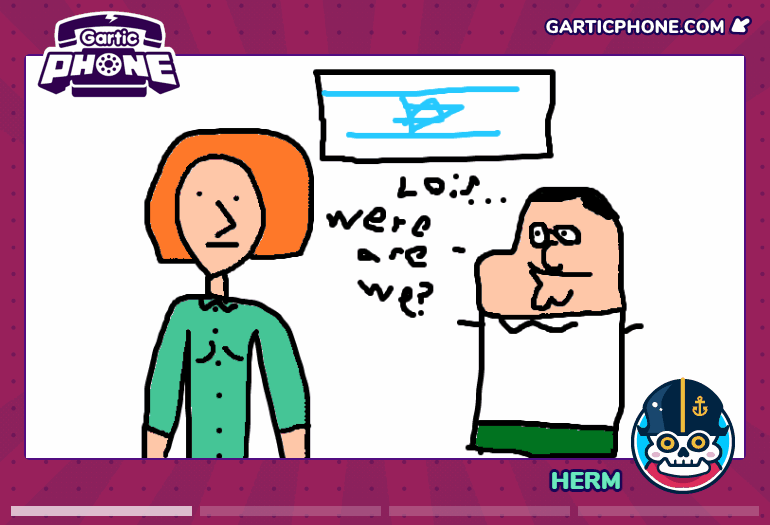 Gartic
PHONE
GARTICPHONE.COM
LOIS...
were
are -
we?
HERM